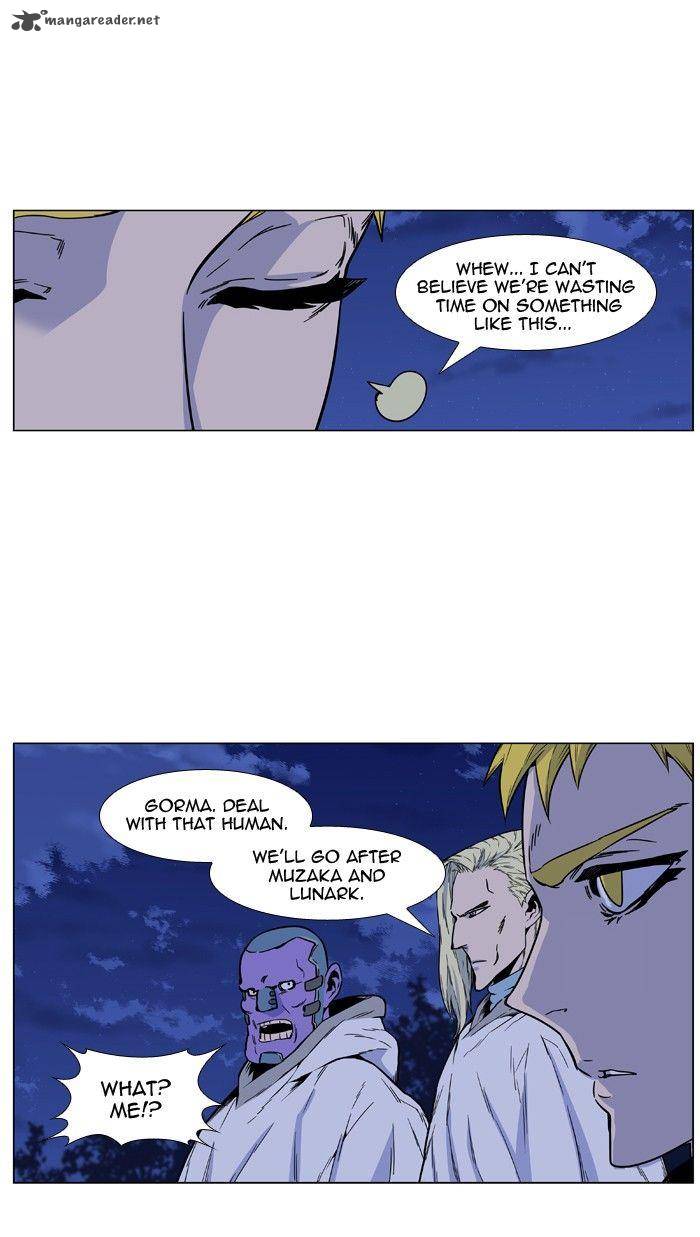 mangareader.net
WHEW... I CAN'T
BELIEVE WE'RE WASTING
TIME ON SOMETHING
LIKE THIS...
GORMA. DEAL
WITH THAT HUMAN.
WE'LL GO AFTER
MUZAKA AND
LUNARK.
WHAT?
ME!?